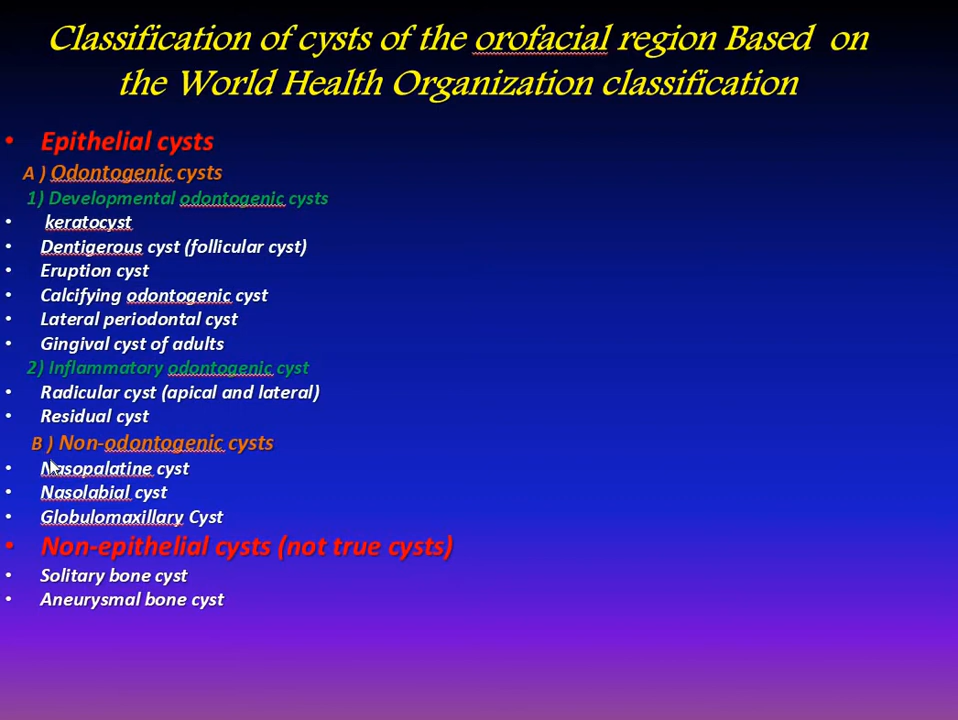 Classification of cysts of the orofacial region Based on
the World Health Organization classification
• Epithelial cysts
A ) Odontogenic cysts
1) Developmental odontogenic cysts
• keratocyst
• Dentigerous cyst (follicular cyst)
• Eruption cyst
• Calcifying odontogenic cyst
• Lateral periodontal cyst
• Gingival cyst of adults
2) Inflammatory odontogenic cyst
• Radicular cyst (apical and lateral)
• Residual cyst
B ) Non-odontogenic cysts
• Nasopalatine cyst
• Nasolabial cyst
• Globulomaxillary Cyst
• Non-epithelial cysts (not true cysts)
• Solitary bone cyst
• Aneurysmal bone cyst